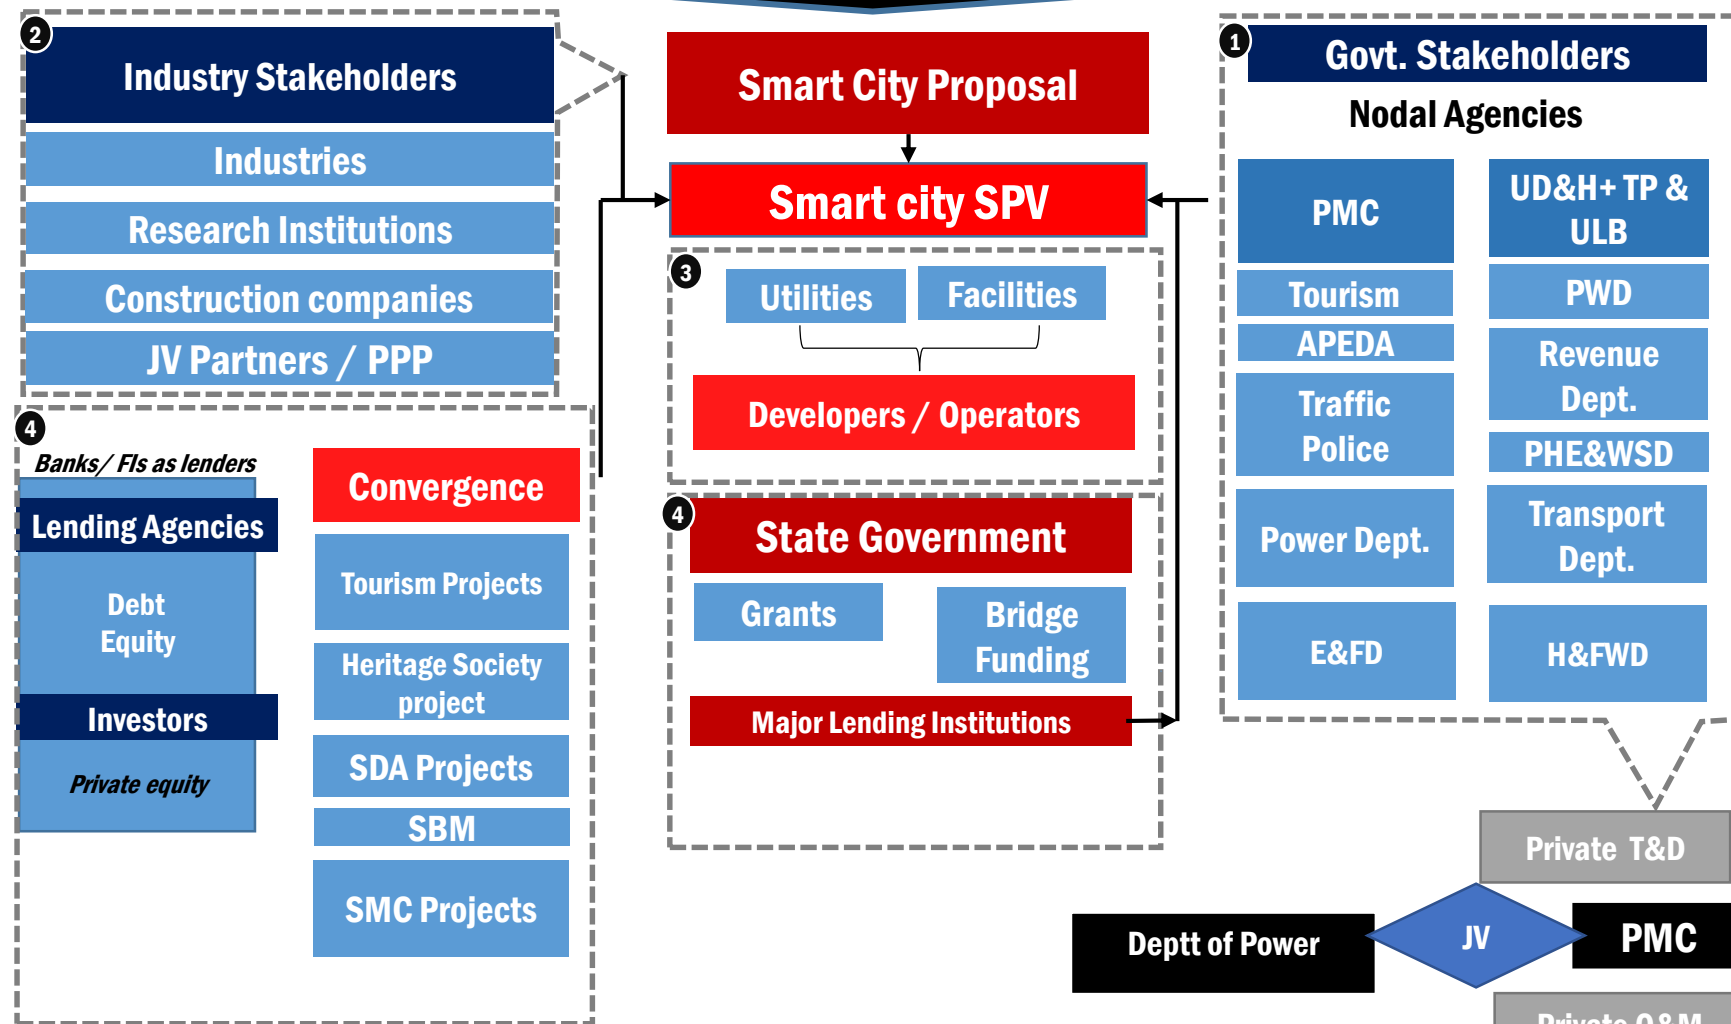 2
Industry Stakeholders
Industries
Research Institutions
Construction companies
JV Partners / PPP
Smart City Proposal
Smart city SPV
3
Utilities
Facilities
Developers / Operators
4
State Government
Grants
Bridge
Funding
Major Lending Institutions
1
Govt. Stakeholders
Nodal Agencies
PMC
UD&H+ TP &
ULB
Tourism
PWD
APEDA
Revenue
Dept.
Traffic
Police
PHE&WSD
Power Dept.
Transport
Dept.
E&FD
H&FWD
4
Banks/ FIs as lenders
Lending Agencies
Debt
Equity
Investors
Private equity
Convergence
Tourism Projects
Heritage Society
project
SDA Projects
SBM
SMC Projects
Private T&D
Deptt of Power
JV
PMC
Private O&M